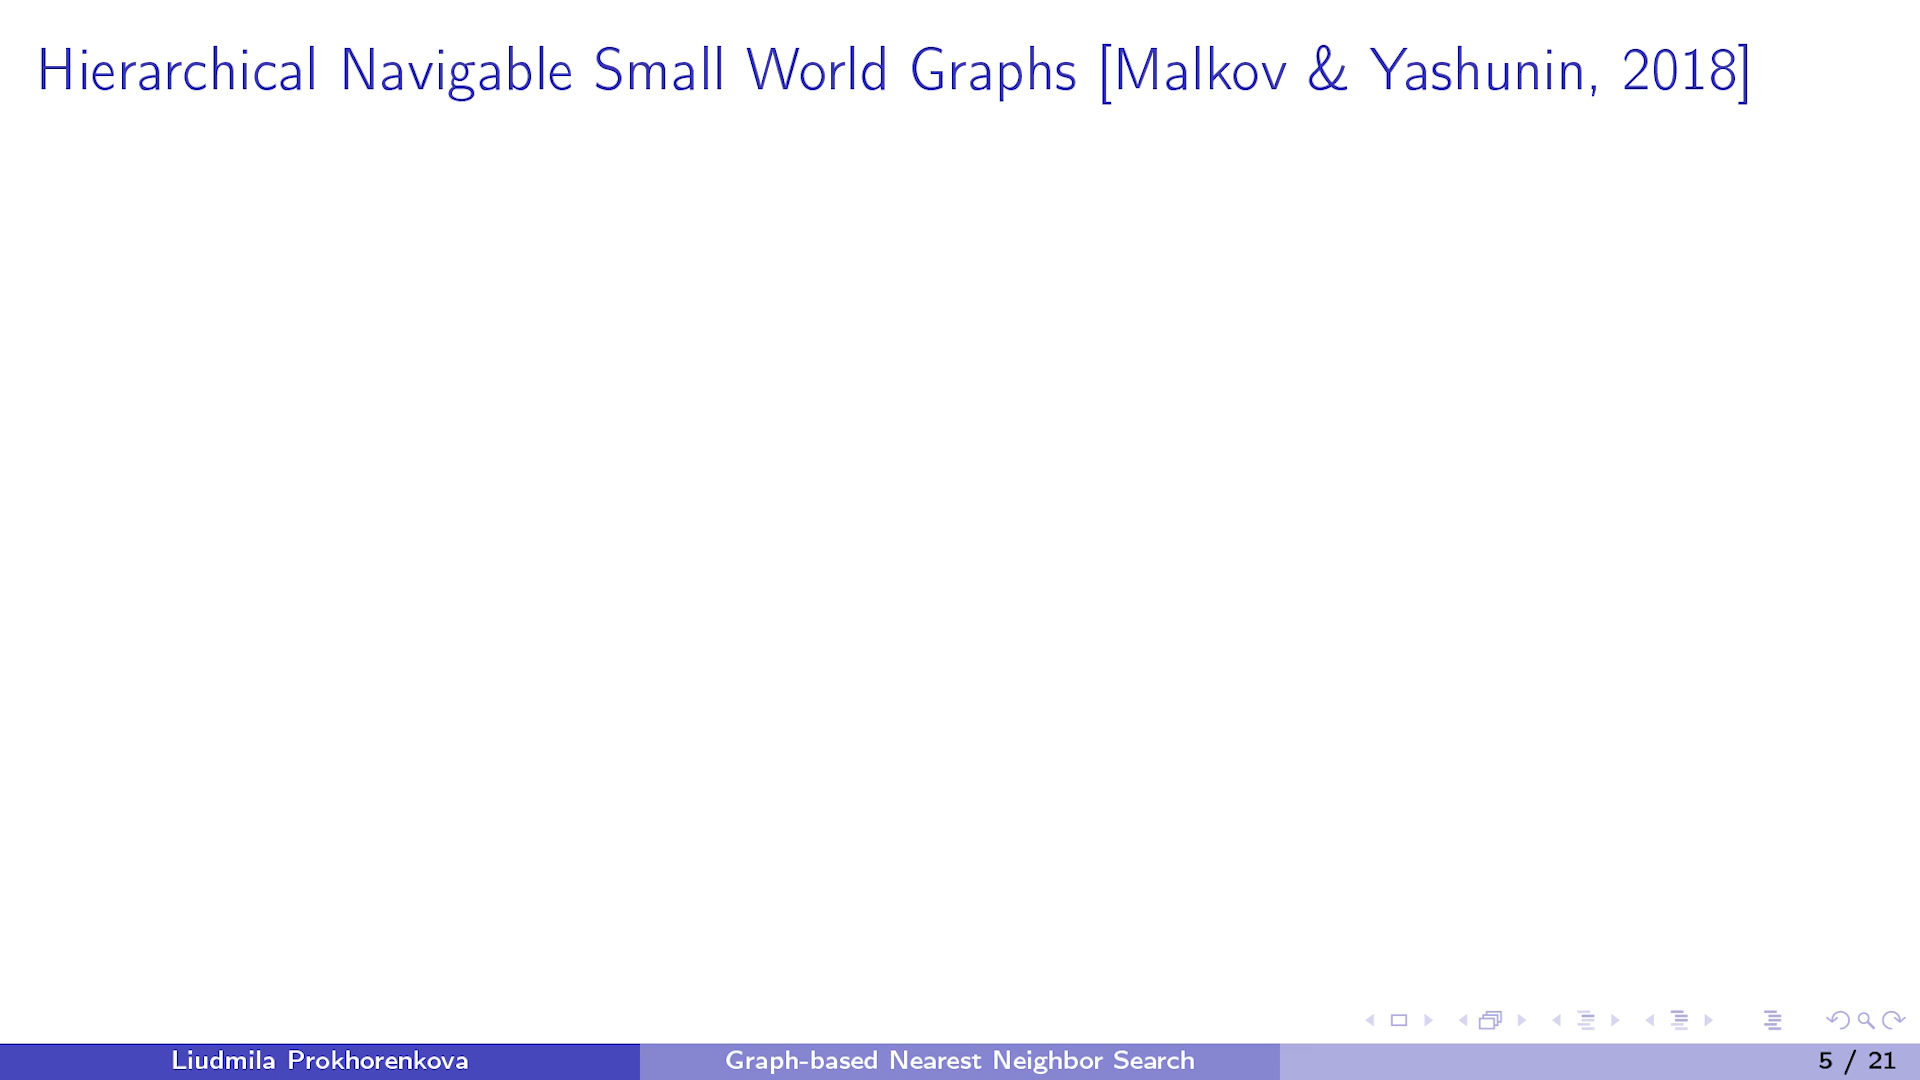 Hierarchical Navigable Small World Graphs [Malkov & Yashunin, 2018]
Liudmila Prokhorenkova
Graph-based Nearest Neighbor Search
5 / 21